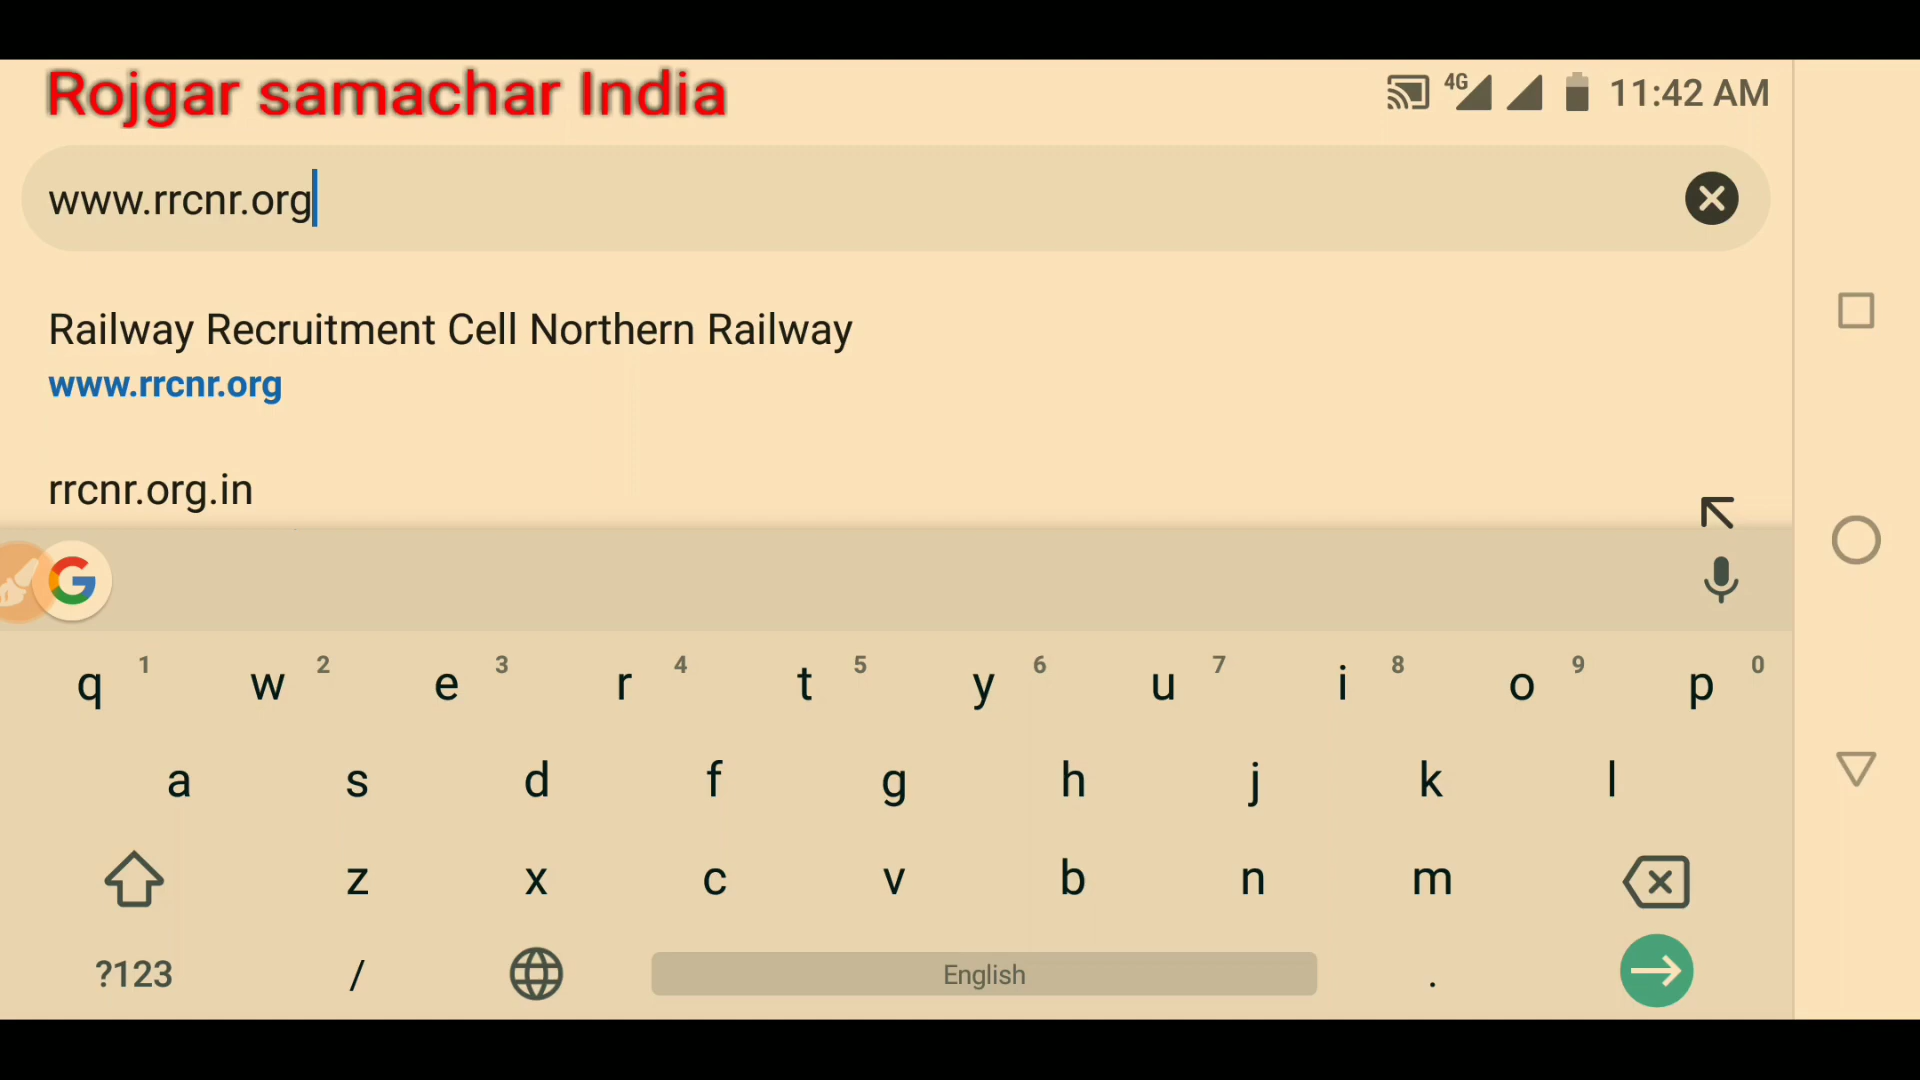 Rojgar samachar India
4G 11:42 AM
www.rrcnr.org
Railway Recruitment Cell Northern Railway
www.rrcnr.org
rrcnr.org.in
G
q 1 w 2 e 3 r 4 t 5 y 6 u 7 i 8 o 9 p 0
a s d f g h j k l
z x c v b n m
?123 / English .